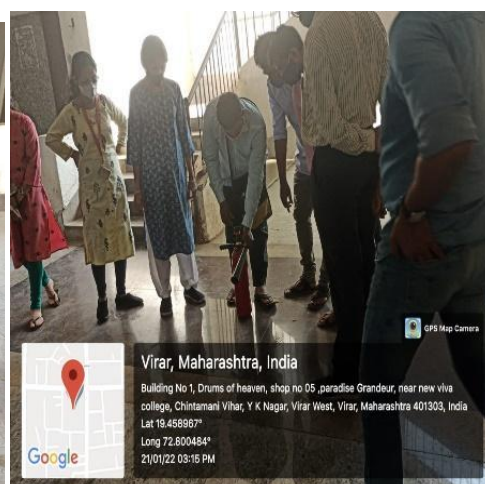 GPS Map Camera
Virar, Maharashtra, India
Building No 1, Drums of heaven, shop no 05 ,paradise Grandeur, near new viva
college, Chintamani Vihar, Y K Nagar, Virar West, Virar, Maharashtra 401303, India
Lat 19.458967°
Long 72.800484°
21/01/22 03:15 PM
Google